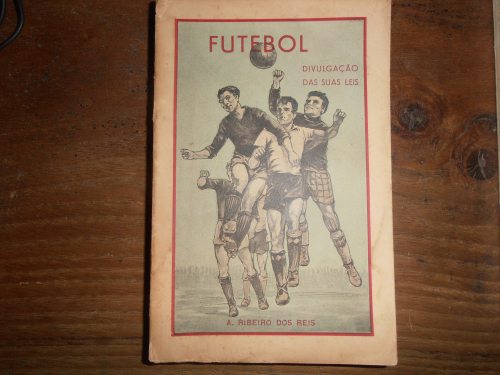 FUTEBOL
DIVULGAÇÃO
DAS SUAS LEIS
A. RIBEIRO DOS REIS